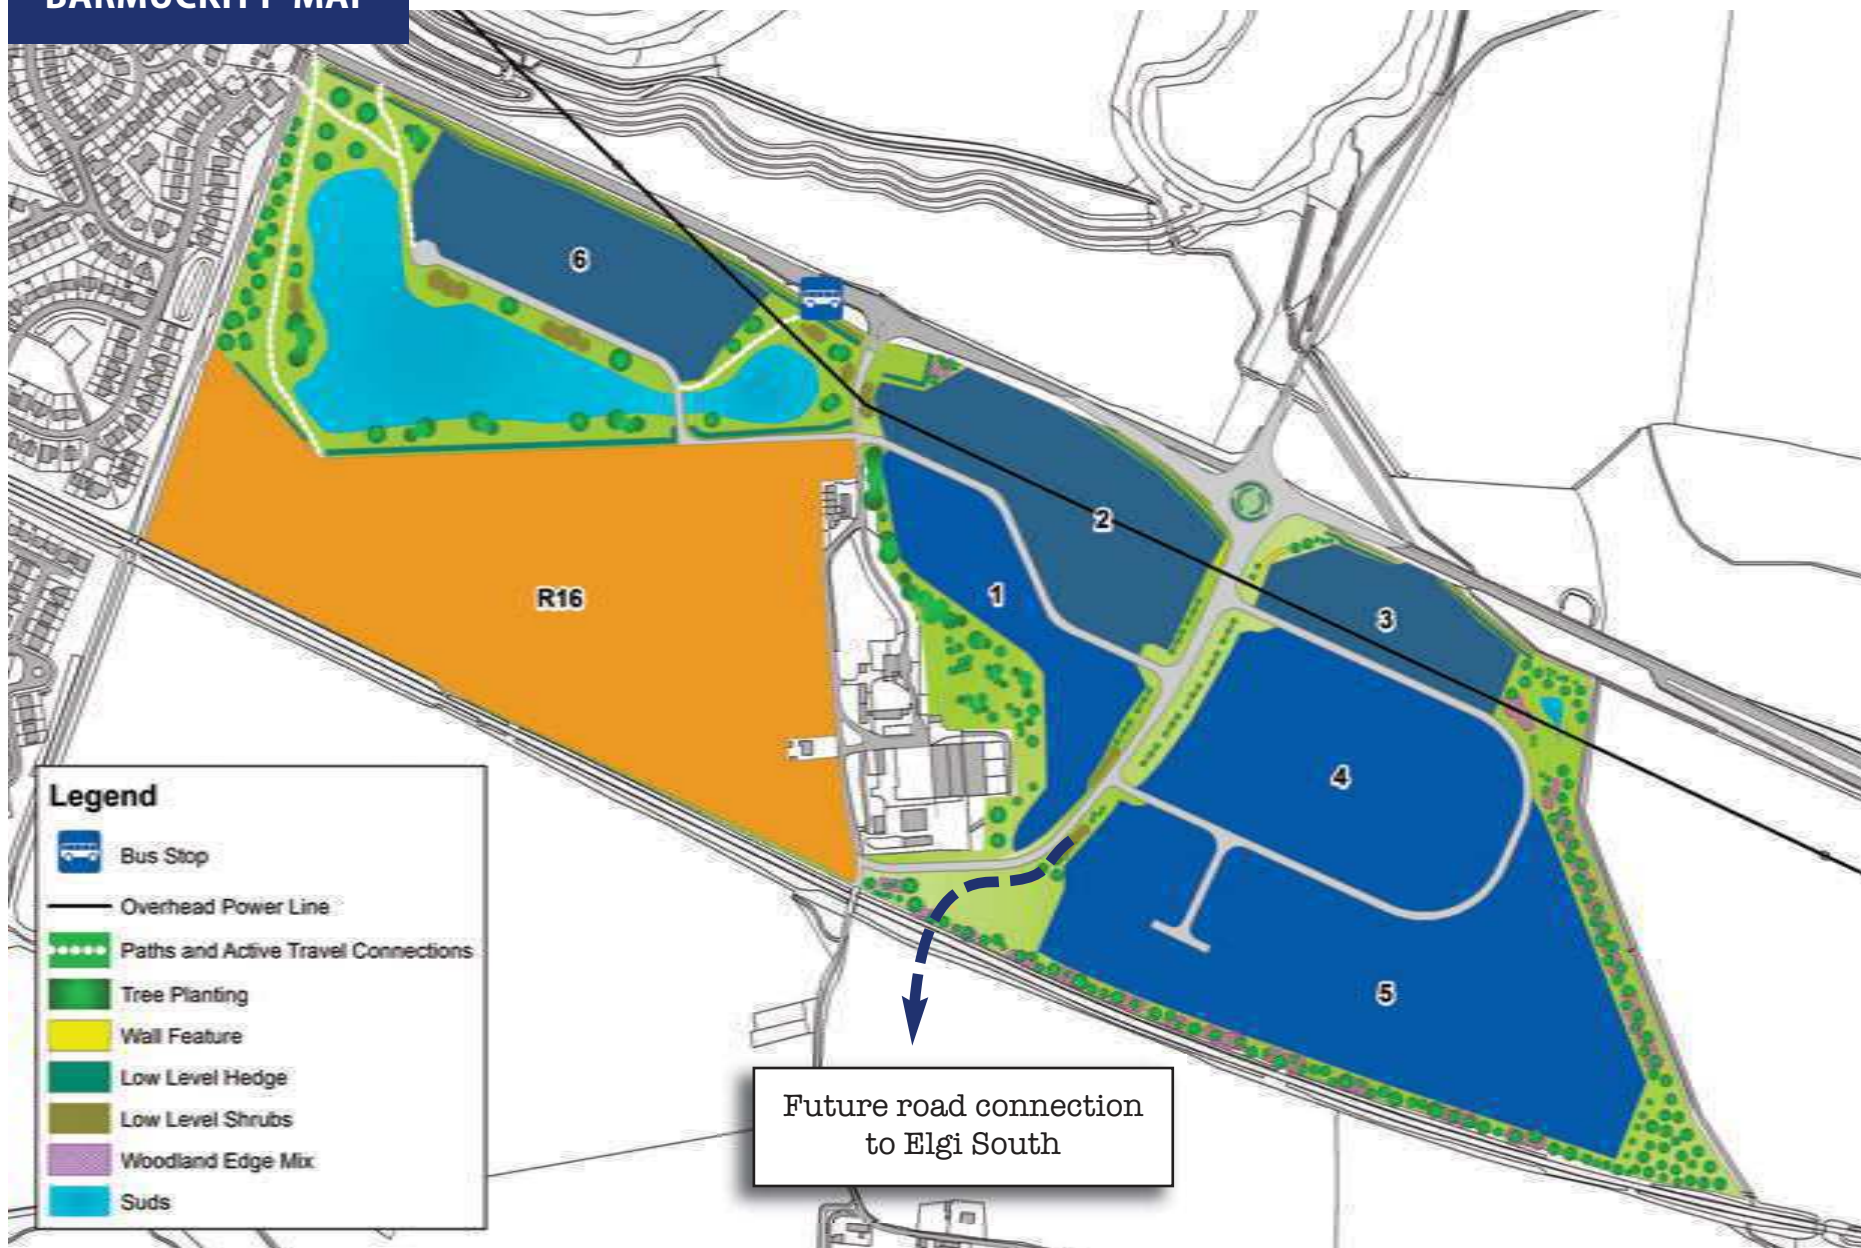 BARMUCKITY MAP
6
2
1
3
R16
4
5
Legend
Bus Stop
Overhead Power Line
Paths and Active Travel Connections
Tree Planting
Wall Feature
Low Level Hedge
Low Level Shrubs
Woodland Edge Mix
Suds
Future road connection
to Elgi South